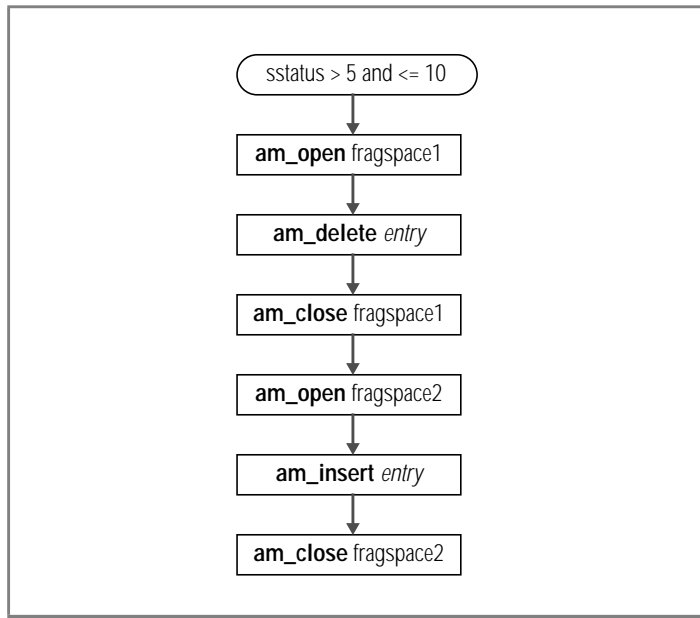 sstatus > 5 and <= 10
am_open fragspace1
am_delete entry
am_close fragspace1
am_open fragspace2
am_insert entry
am_close fragspace2